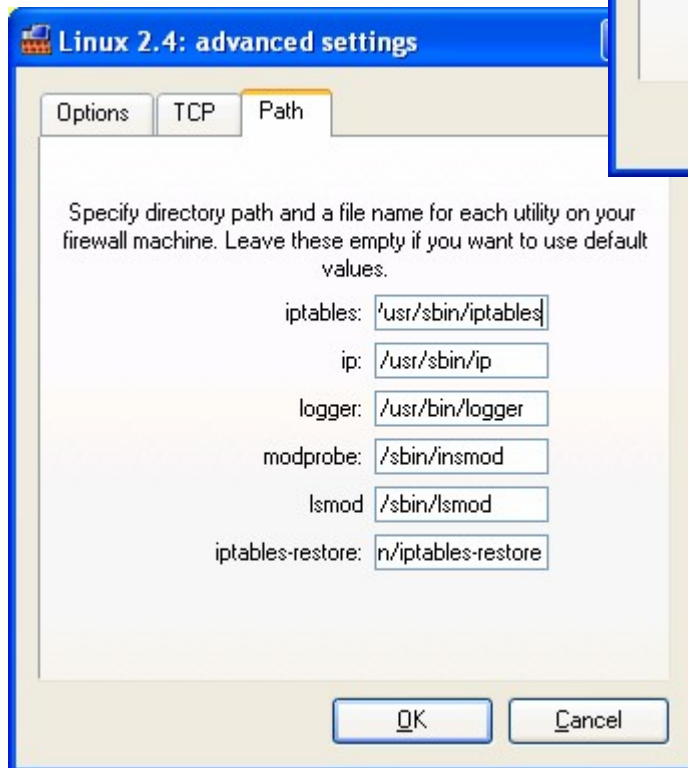 Linux 2.4: advanced settings
Options TCP Path
Specify directory path and a file name for each utility on your
firewall machine. Leave these empty if you want to use default
values.
iptables: /usr/sbin/iptables
ip: /usr/sbin/ip
logger: /usr/bin/logger
modprobe: /sbin/insmod
lsmod /sbin/lsmod
iptables-restore: n/iptables-restore
OK Cancel